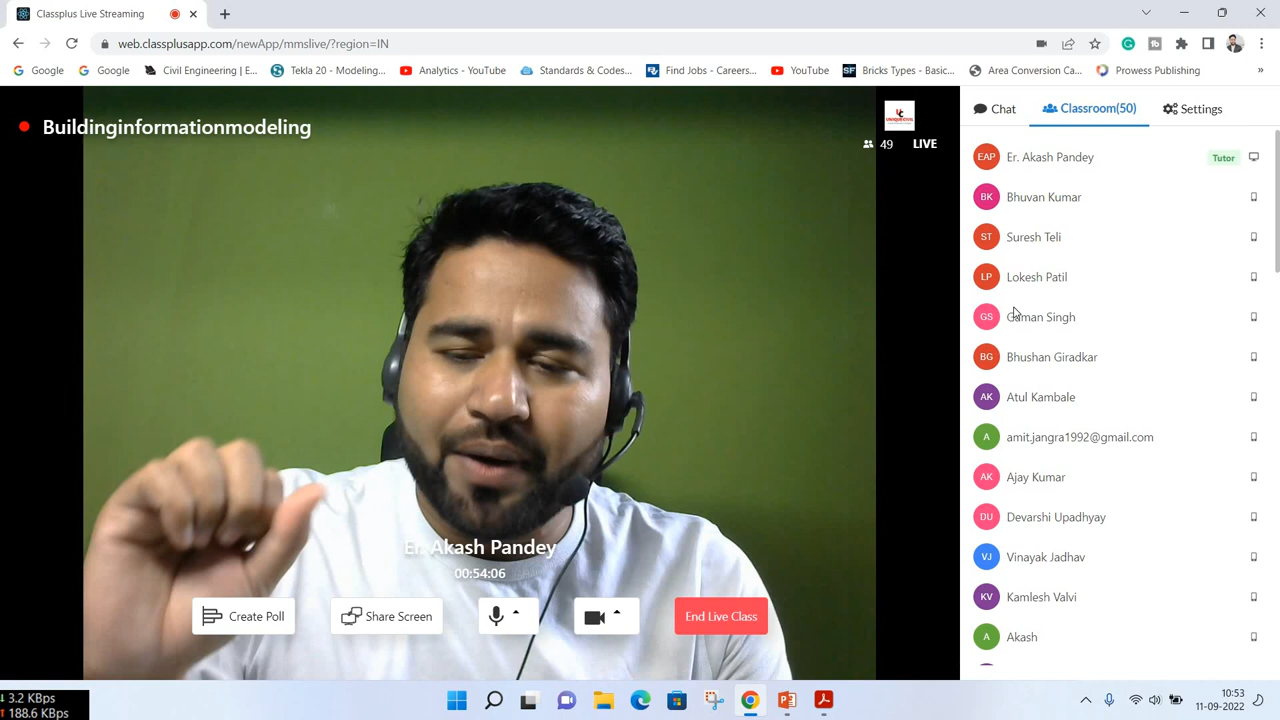 Classplus Live Streaming
web.classplusapp.com/newApp/mmslive/?region=IN
Google
Google
Civil Engineering | E...
Tekla 20 - Modeling...
Analytics - YouTube
Standards & Codes...
Find Jobs - Careers...
YouTube
SF
Bricks Types - Basic...
Area Conversion Ca...
Prowess Publishing
»
Buildinginformationmodeling
UNIQUE CIVIL
49 LIVE
Chat
Classroom(50)
Settings
EAP Er. Akash Pandey Tutor
BK Bhuvan Kumar
ST Suresh Teli
LP Lokesh Patil
GS Gaman Singh
BG Bhushan Giradkar
AK Atul Kambale
A amit.jangra1992@gmail.com
AK Ajay Kumar
DU Devarshi Upadhyay
VJ Vinayak Jadhav
KV Kamlesh Valvi
A Akash
Er. Akash Pandey
00:54:06
Create Poll
Share Screen
End Live Class
↓ 3.2 KBps
↑ 188.6 KBps
10:53
11-09-2022